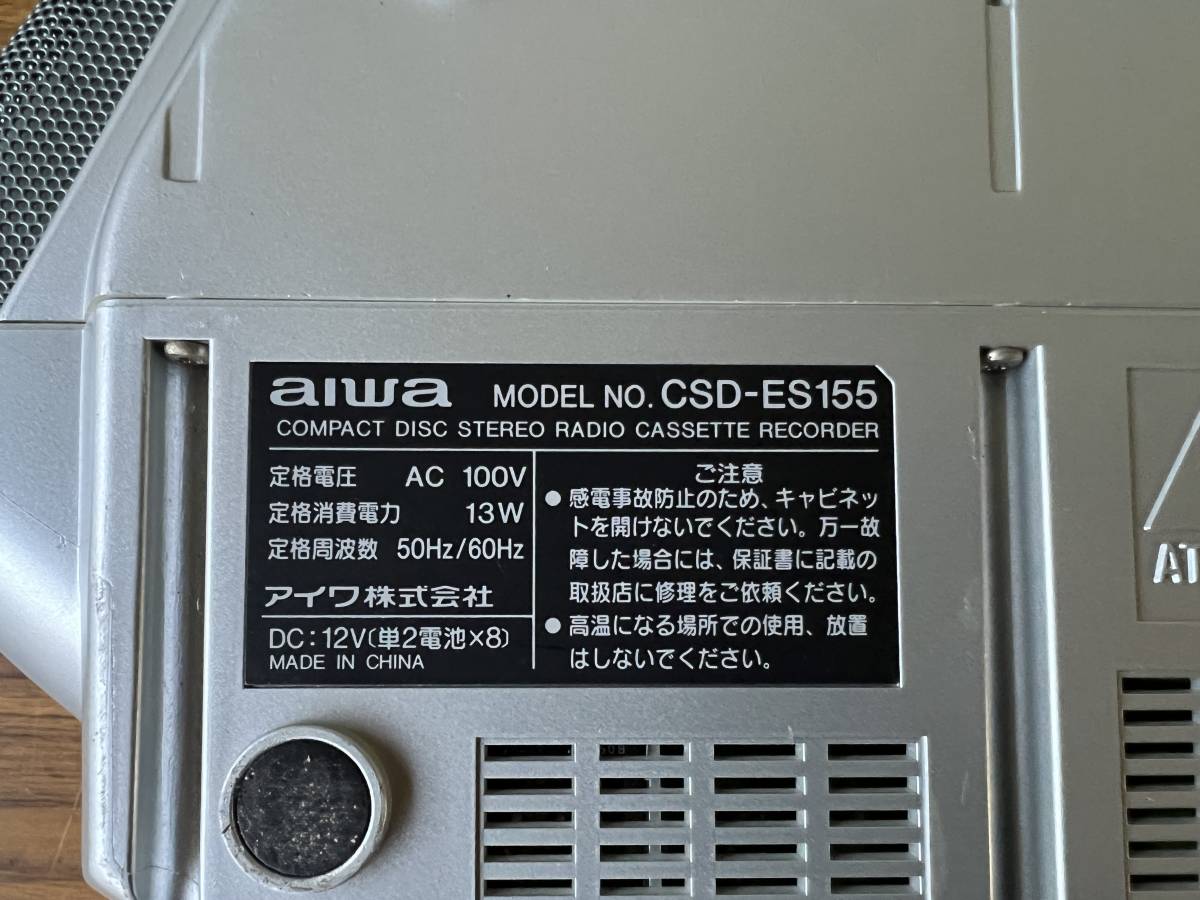 aiwa MODEL NO. CSD-ES155
COMPACT DISC STEREO RADIO CASSETTE RECORDER
定格電圧 AC 100V
定格消費電力 13W
定格周波数 50Hz/60Hz
アイワ株式会社
DC:12V(単2電池×8)
MADE IN CHINA
ご注意
● 感電事故防止のため、キャビネッ
トを開けないでください。万一故
障した場合には、保証書に記載の
取扱店に修理をご依頼ください。
● 高温になる場所での使用、放置
はしないでください。
AT